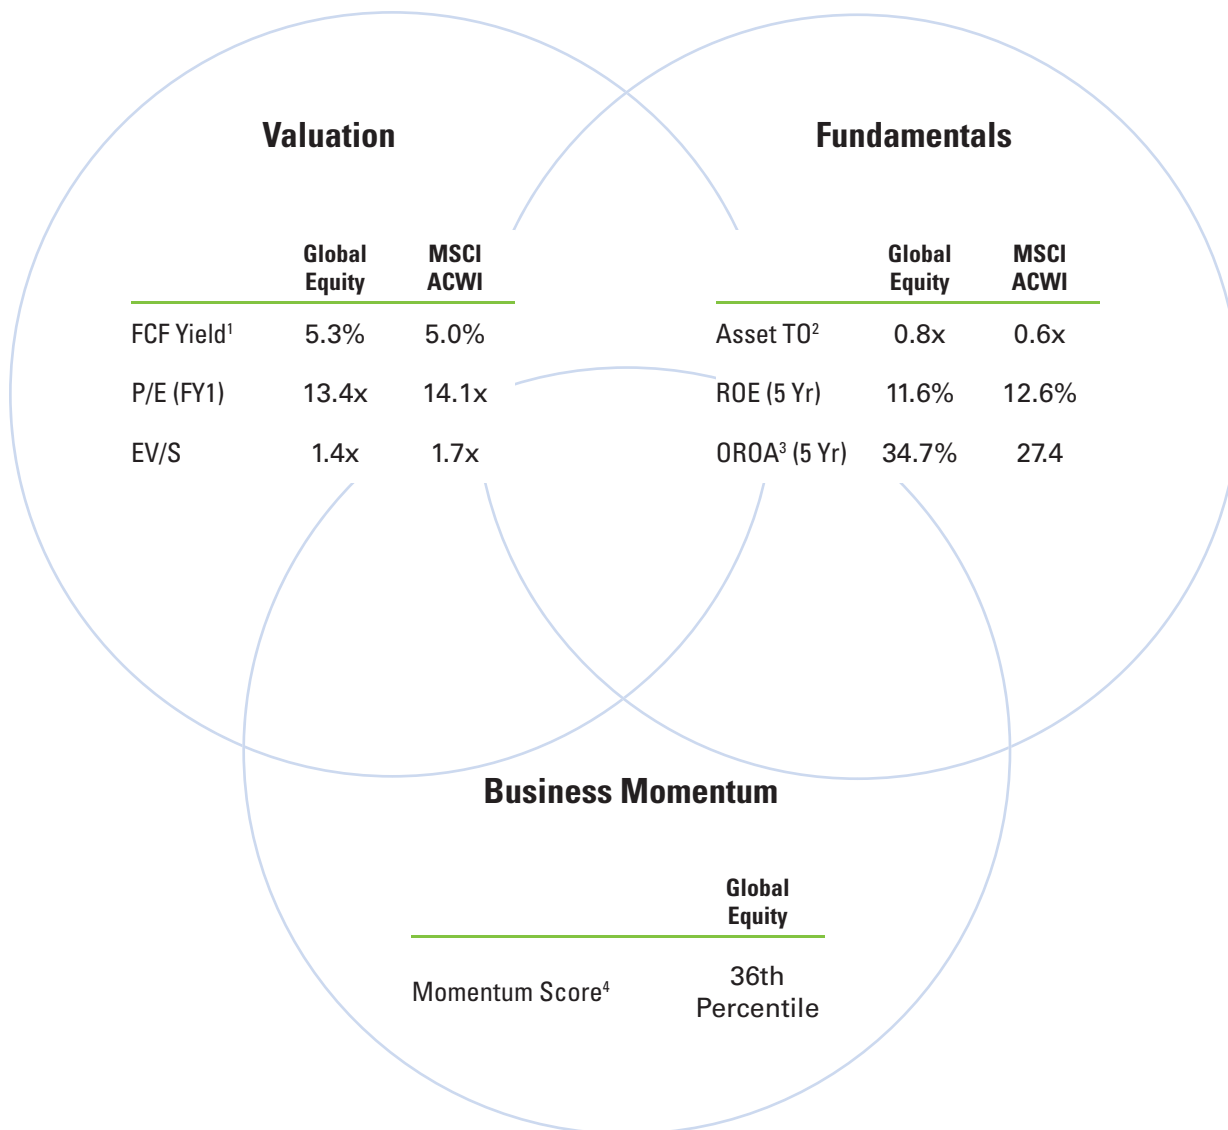 Valuation
Global Equity MSCI ACWI
FCF Yield¹ 5.3% 5.0%
P/E (FY1) 13.4x 14.1x
EV/S 1.4x 1.7x
Fundamentals
Global Equity MSCI ACWI
Asset TO² 0.8x 0.6x
ROE (5 Yr) 11.6% 12.6%
OROA³ (5 Yr) 34.7% 27.4
Business Momentum
Global
Equity
Momentum Score⁴ 36th
Percentile